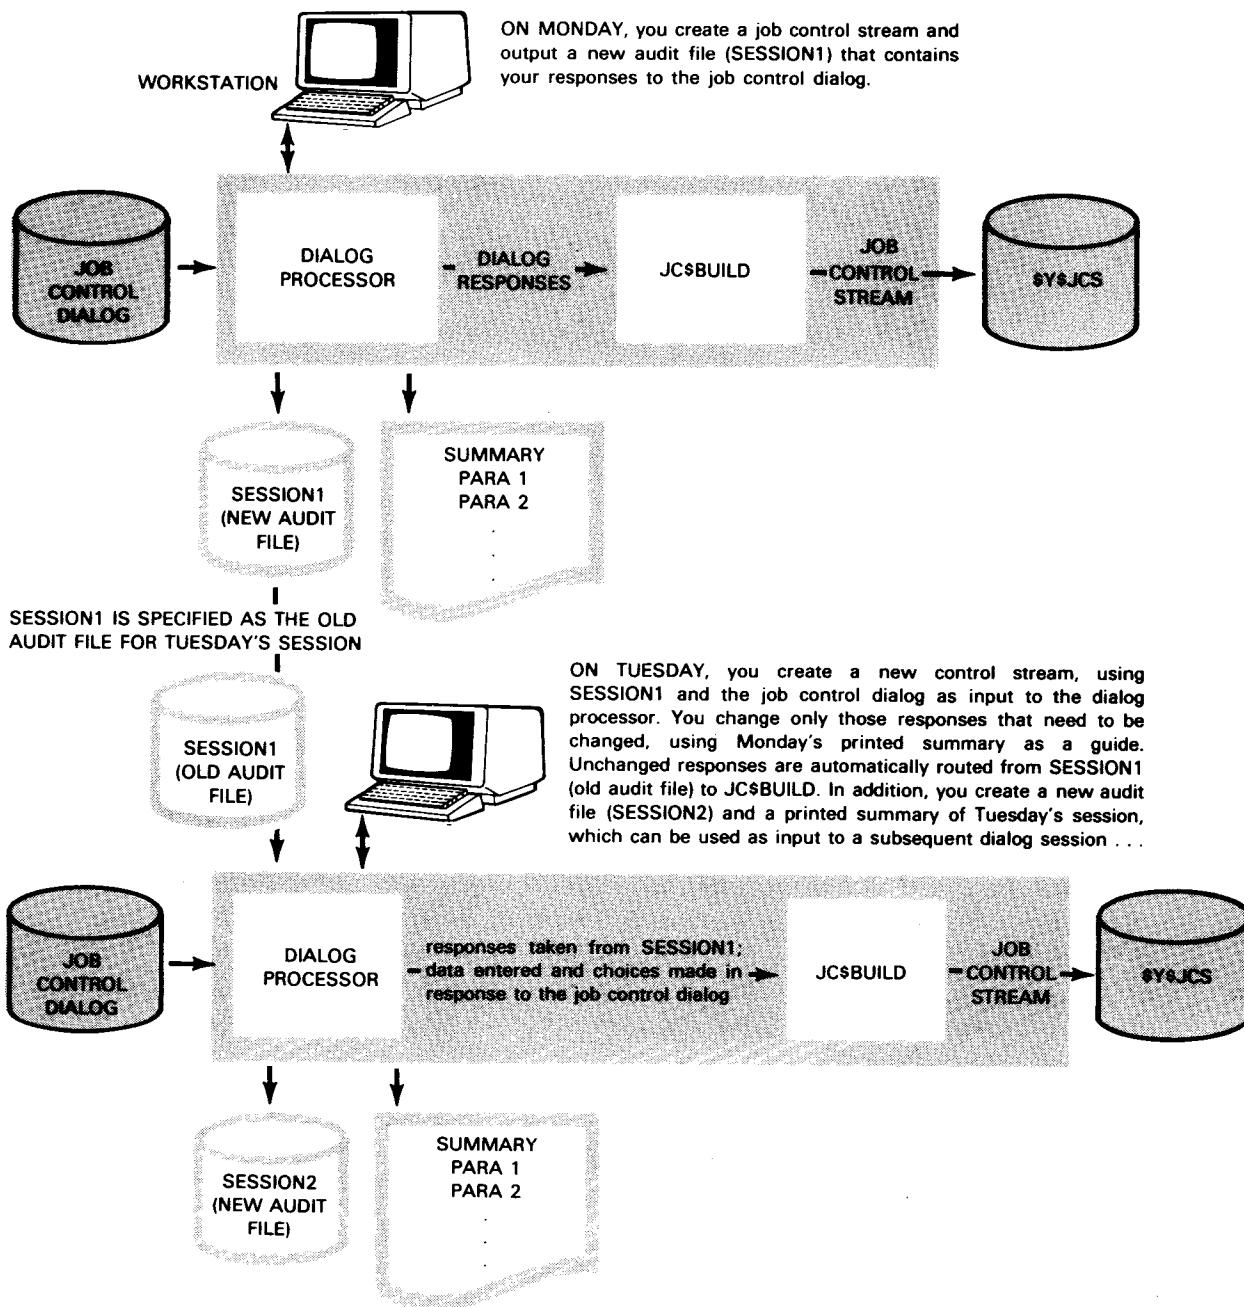 ON MONDAY, you create a job control stream and
output a new audit file (SESSION1) that contains
your responses to the job control dialog.
WORKSTATION
JOB
CONTROL
DIALOG
DIALOG
PROCESSOR
DIALOG
RESPONSES
JC$BUILD
JOB
CONTROL
STREAM
$Y$JCS
SESSION1
(NEW AUDIT
FILE)
SUMMARY
PARA 1
PARA 2
.
.
.
SESSION1 IS SPECIFIED AS THE OLD
AUDIT FILE FOR TUESDAY'S SESSION
SESSION1
(OLD AUDIT
FILE)
ON TUESDAY, you create a new control stream, using
SESSION1 and the job control dialog as input to the dialog
processor. You change only those responses that need to be
changed, using Monday's printed summary as a guide.
Unchanged responses are automatically routed from SESSION1
(old audit file) to JC$BUILD. In addition, you create a new audit
file (SESSION2) and a printed summary of Tuesday's session,
which can be used as input to a subsequent dialog session . . .
JOB
CONTROL
DIALOG
DIALOG
PROCESSOR
responses taken from SESSION1;
data entered and choices made in
response to the job control dialog
JC$BUILD
JOB
CONTROL
STREAM
$Y$JCS
SESSION2
(NEW AUDIT
FILE)
SUMMARY
PARA 1
PARA 2
.
.
.